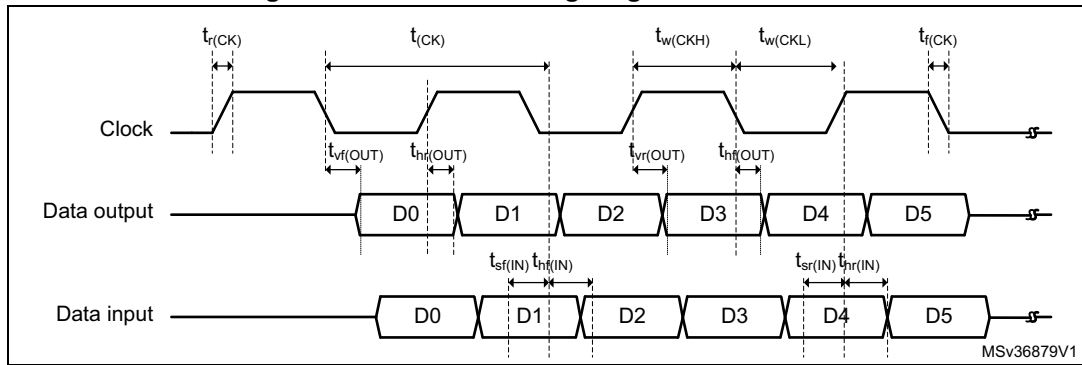 t_r(CK) t_(CK) t_w(CKH) t_w(CKL) t_f(CK)
Clock
t_vf(OUT) t_hr(OUT) t_vr(OUT) t_hf(OUT)
Data output D0 D1 D2 D3 D4 D5
t_sf(IN) t_hf(IN) t_sr(IN) t_hr(IN)
Data input D0 D1 D2 D3 D4 D5
MSv36879V1